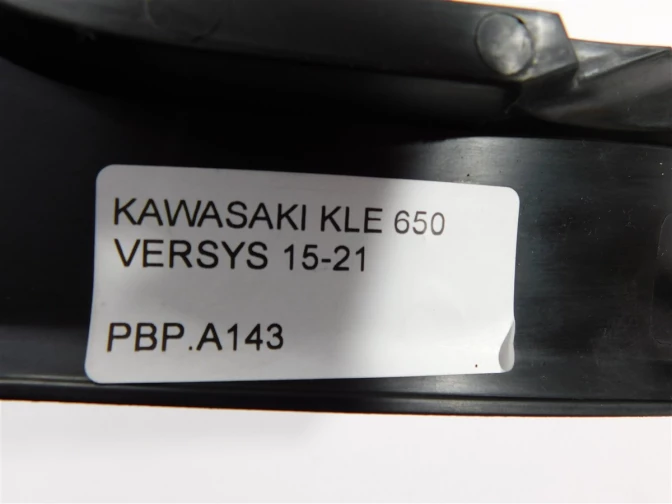 KAWASAKI KLE 650
VERSYS 15-21
PBP.A143